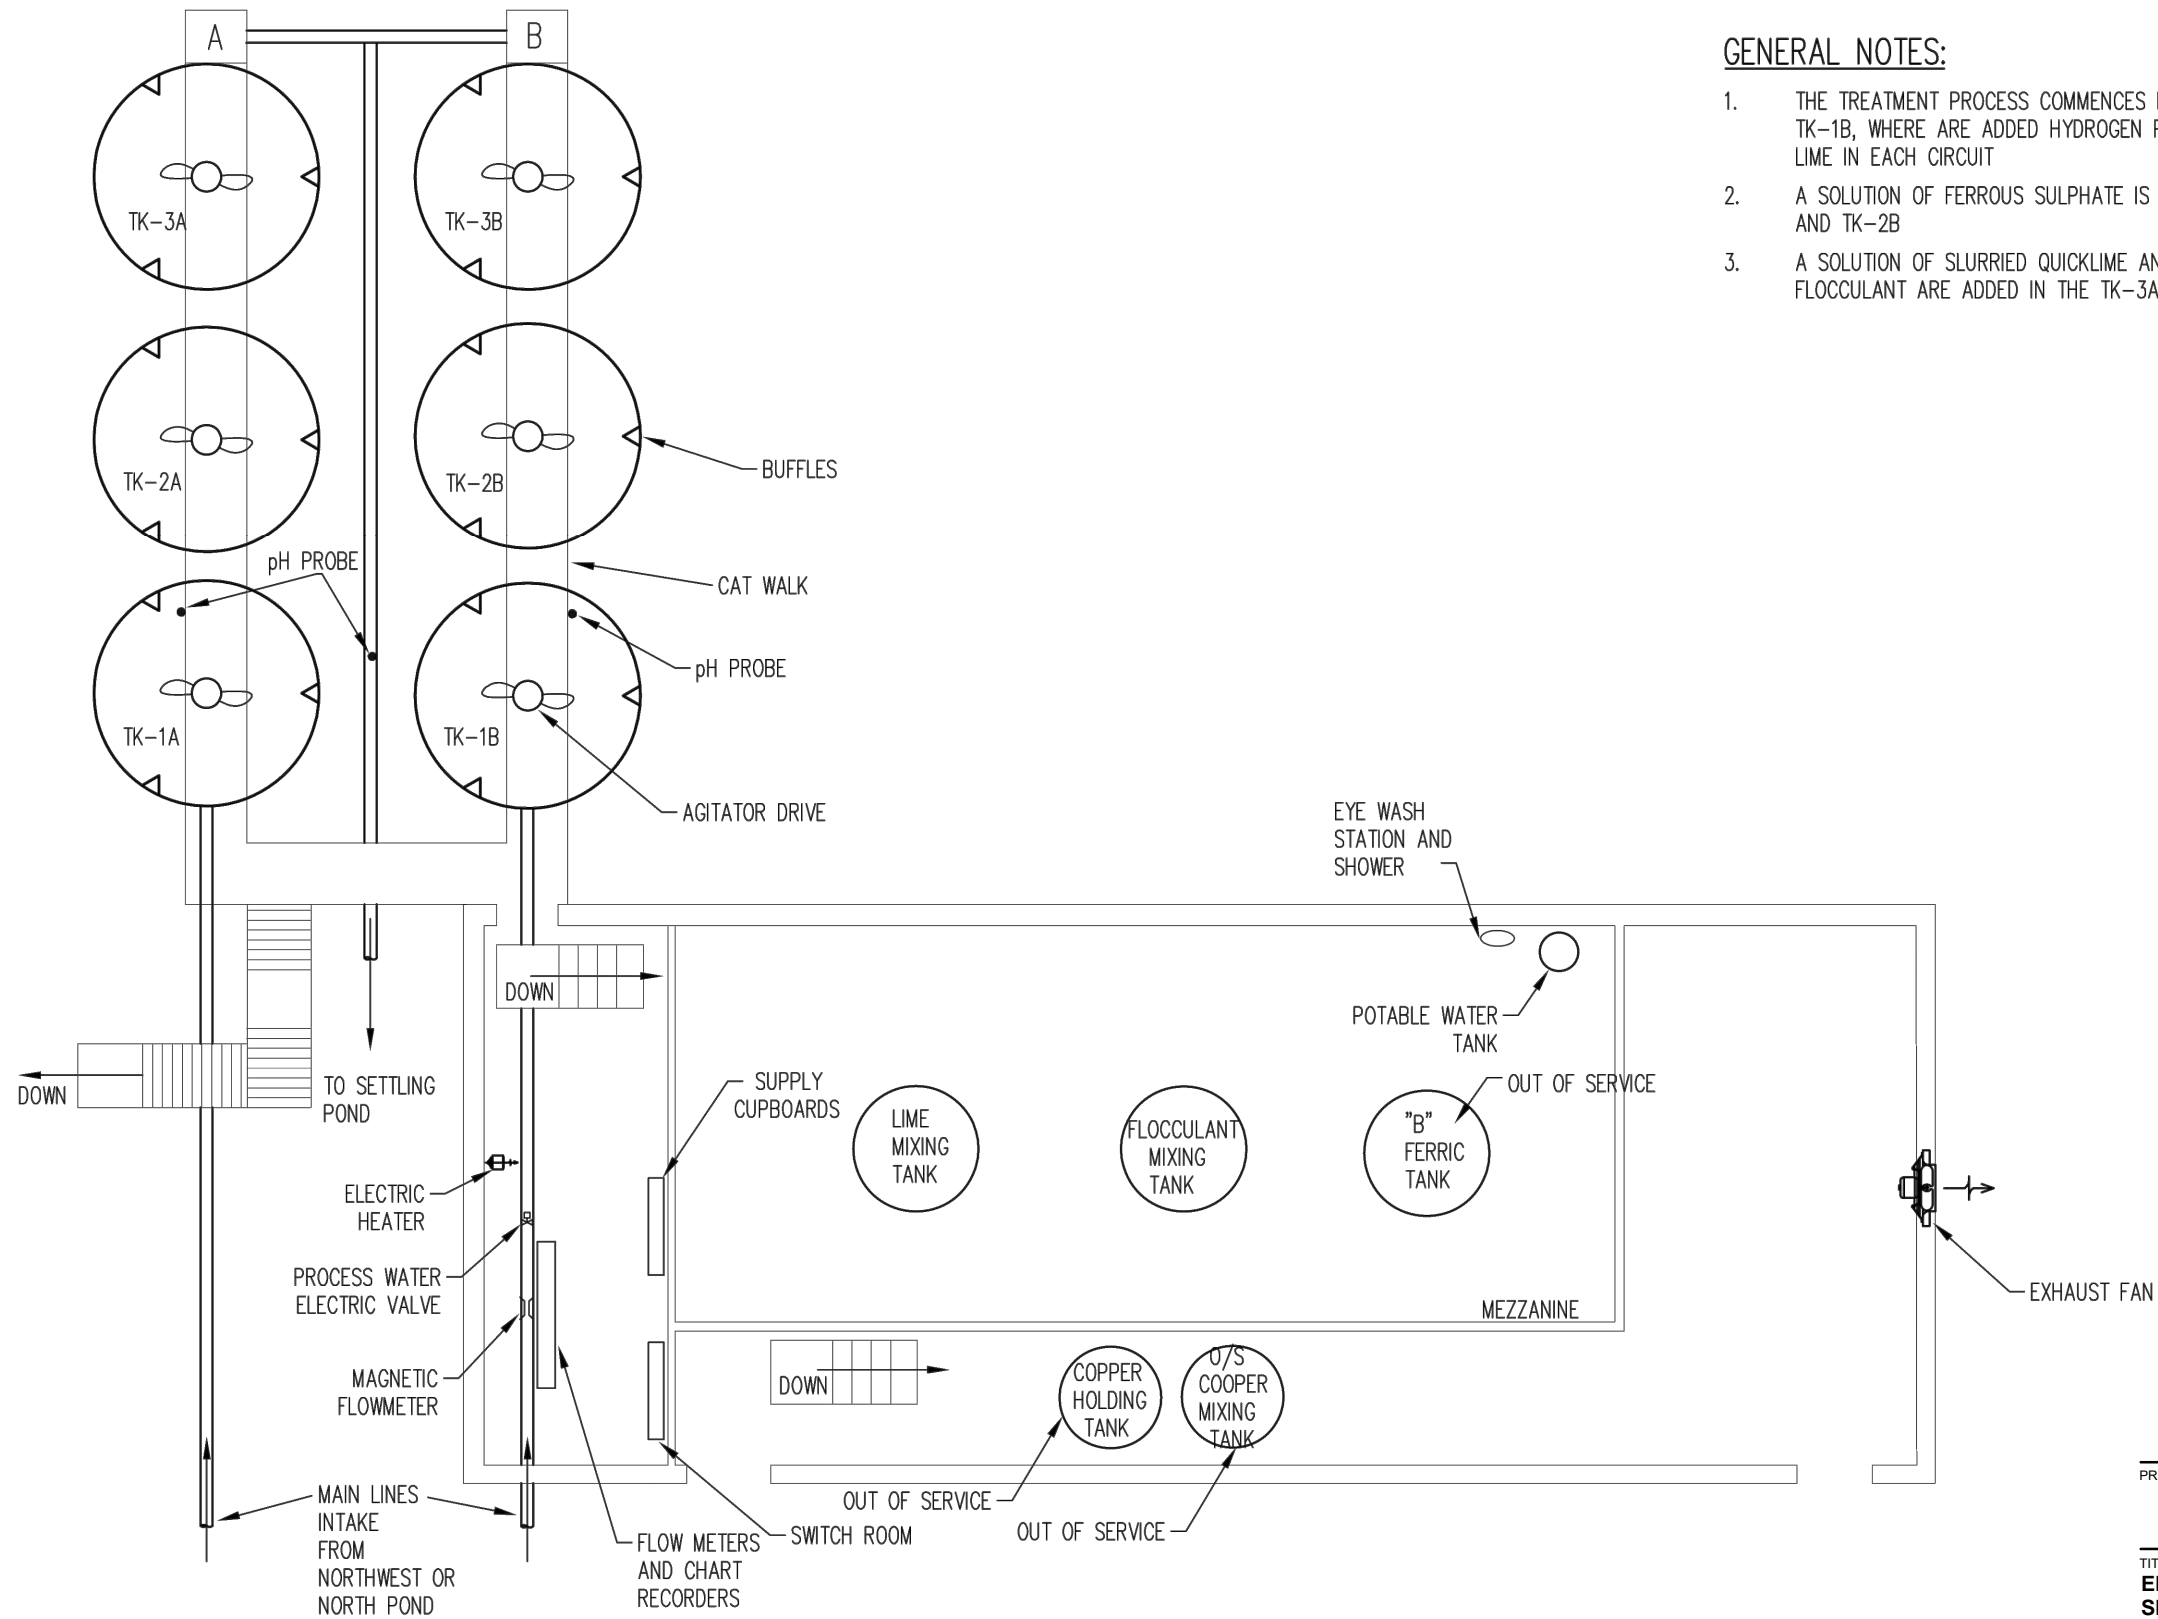 A
B
GENERAL NOTES:
1. THE TREATMENT PROCESS COMMENCES
TK-1B, WHERE ARE ADDED HYDROGEN
LIME IN EACH CIRCUIT
2. A SOLUTION OF FERROUS SULPHATE IS
AND TK-2B
3. A SOLUTION OF SLURRIED QUICKLIME
FLOCCULANT ARE ADDED IN THE TK-3A
TK-3A
TK-3B
TK-2A
TK-2B
BUFFLES
pH PROBE
CAT WALK
pH PROBE
TK-1A
TK-1B
AGITATOR DRIVE
EYE WASH
STATION AND
SHOWER
DOWN
POTABLE WATER
TANK
DOWN
TO SETTLING
POND
SUPPLY
CUPBOARDS
OUT OF SERVICE
LIME
MIXING
TANK
FLOCCULANT
MIXING
TANK
"B"
FERRIC
TANK
ELECTRIC
HEATER
PROCESS WATER
ELECTRIC VALVE
EXHAUST FAN
MEZZANINE
MAGNETIC
FLOWMETER
DOWN
COPPER
HOLDING
TANK
O/S
COOPER
MIXING
TANK
OUT OF SERVICE
OUT OF SERVICE
SWITCH ROOM
MAIN LINES
INTAKE
FROM
NORTHWEST OR
NORTH POND
FLOW METERS
AND CHART
RECORDERS